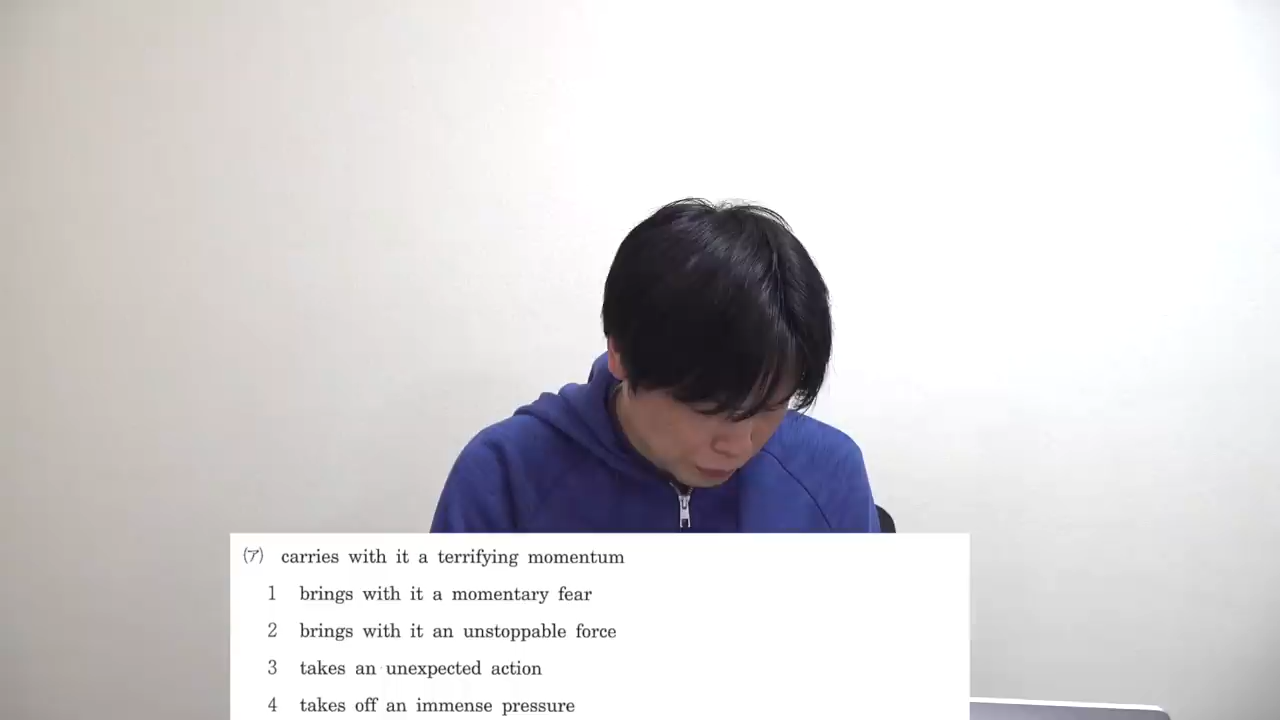 (ア) carries with it a terrifying momentum
1 brings with it a momentary fear
2 brings with it an unstoppable force
3 takes an unexpected action
4 takes off an immense pressure